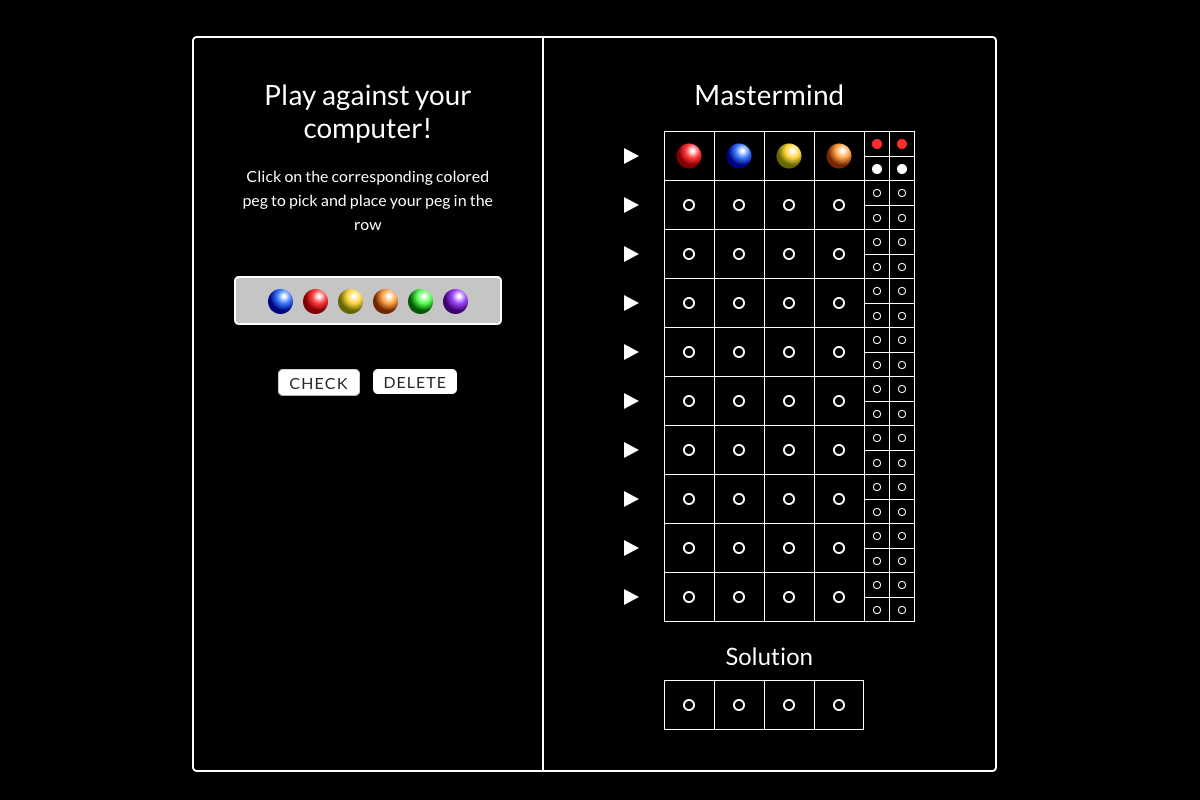 Play against your
computer!
Click on the corresponding colored
peg to pick and place your peg in the
row
CHECK
DELETE
Mastermind
Solution